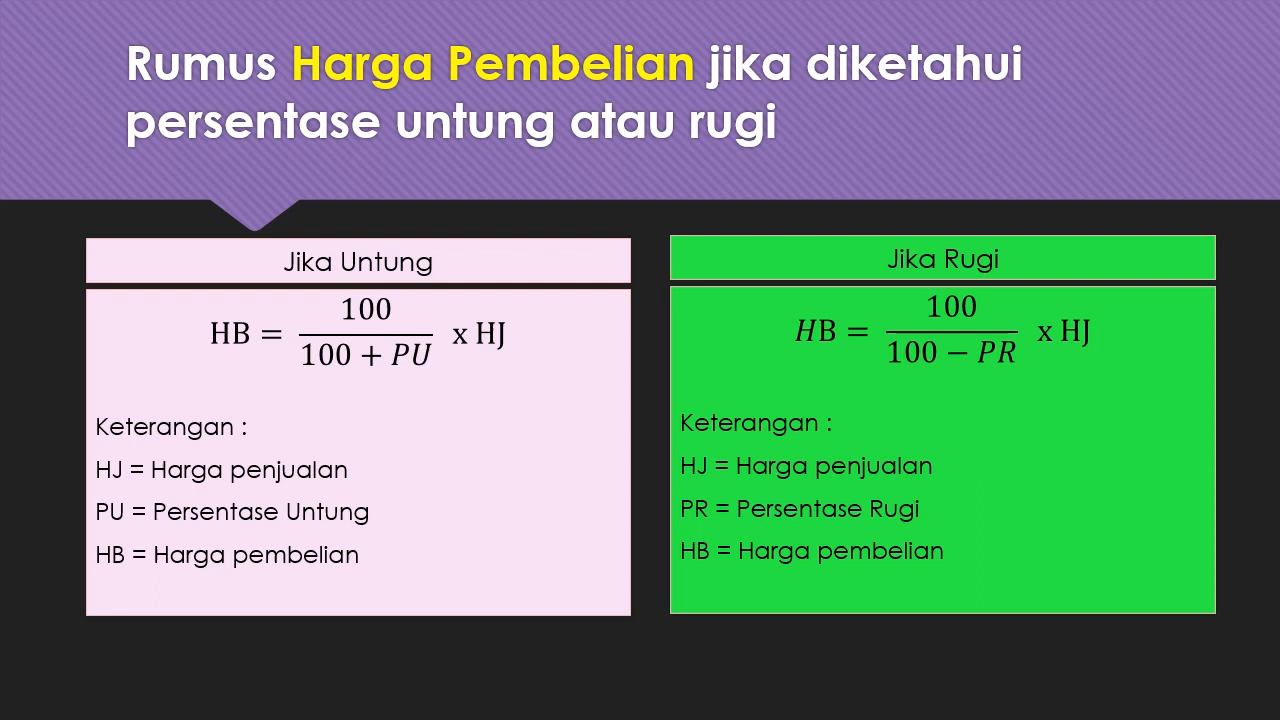 Rumus Harga Pembelian jika diketahui
persentase untung atau rugi
Jika Untung
HB = 100 / (100 + PU) x HJ
Keterangan :
HJ = Harga penjualan
PU = Persentase Untung
HB = Harga pembelian
Jika Rugi
HB = 100 / (100 − PR) x HJ
Keterangan :
HJ = Harga penjualan
PR = Persentase Rugi
HB = Harga pembelian